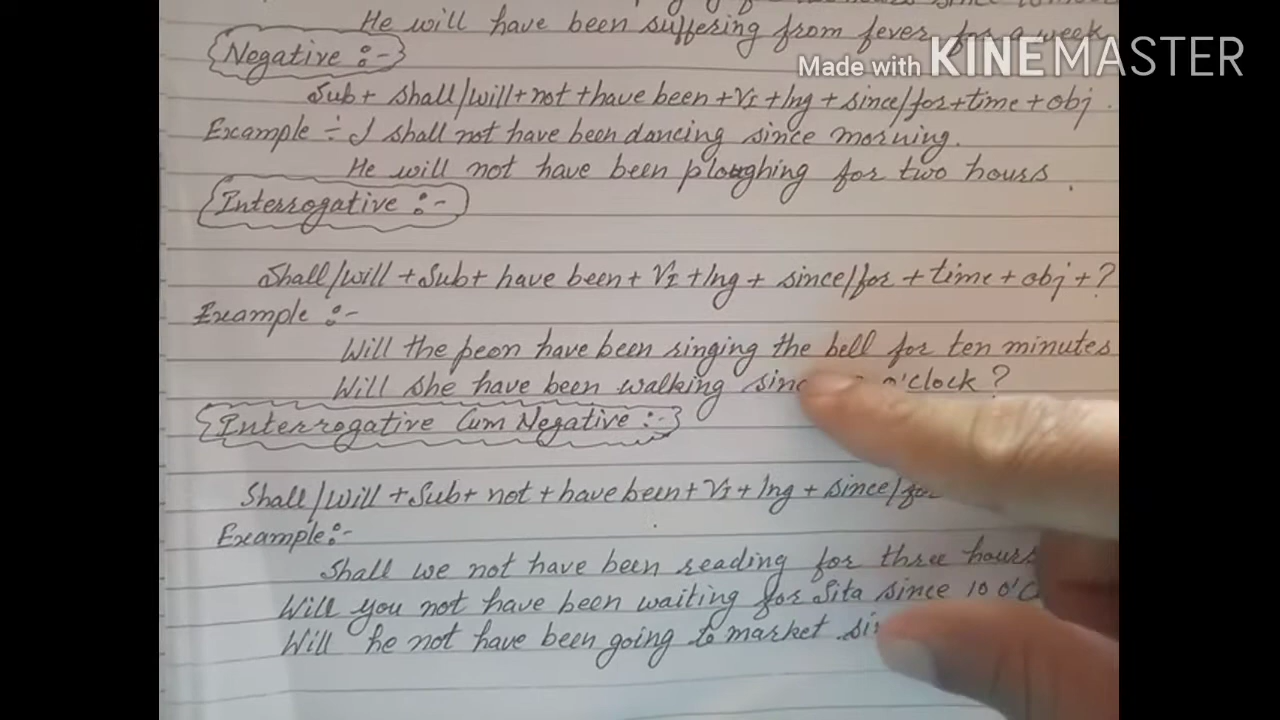 He will have been suffering from fever for a week
Made with KINEMASTER
Negative :-
Sub+ shall/will+not+have been+VI+Ing+since/for+time+obj.
Example ÷ I shall not have been dancing since morning.
He will not have been ploughing for two hours.
Interrogative :-
Shall/will+Sub+have been+VI+Ing+since/for+time+obj+?
Example :-
Will the peon have been singing the bell for ten minutes
Will she have been walking o'clock?
Interrogative Cum Negative :-
Shall/will+Sub+not+have been+VI+Ing+since/
Example:-
Shall we not have been reading for three hours
Will you not have been waiting for Sita since 10
Will he not have been going to market